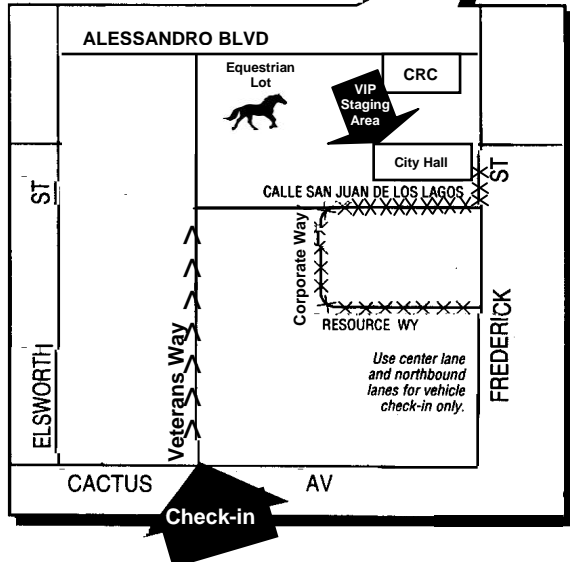 ALESSANDRO BLVD
Equestrian
Lot
CRC
VIP
Staging
Area
City Hall
ST
ST
CALLE SAN JUAN DE LOS LAGOS
Corporate Way
RESOURCE WY
Use center lane
and northbound
lanes for vehicle
check-in only.
FREDERICK
ELSWORTH
Veterans Way
CACTUS AV
Check-in